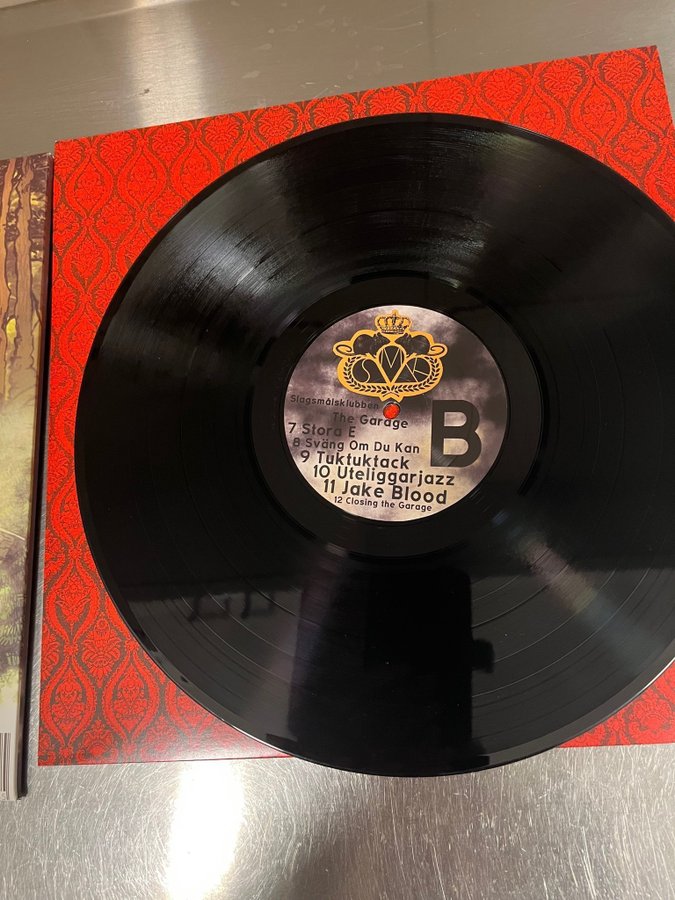 SMK
Slagsmålsklubben
The Garage
B
7 Stora E
8 Sväng Om Du Kan
9 Tuktuktack
10 Uteliggarjazz
11 Jake Blood
12 Closing the Garage